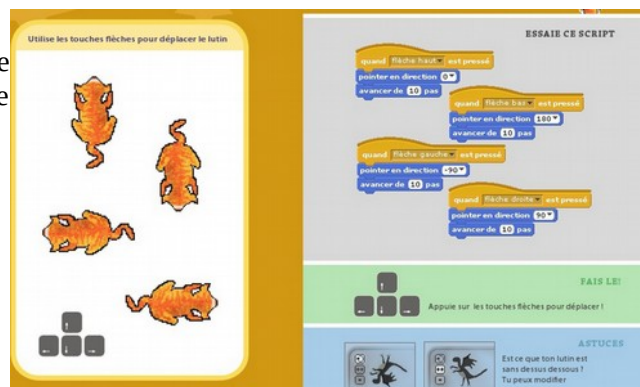 e
e
Utilise les touches flèches pour déplacer le lutin
ESSAIE CE SCRIPT
quand flèche haut est pressé
pointer en direction 0
avancer de 10 pas
quand flèche bas est pressé
pointer en direction 180
avancer de 10 pas
quand flèche gauche est pressé
pointer en direction -90
avancer de 10 pas
quand flèche droite est pressé
pointer en direction 90
avancer de 10 pas
FAIS LE!
Appuie sur les touches flèches pour déplacer !
ASTUCES
Est ce que ton lutin est
sans dessus dessous ?
Tu peux modifier